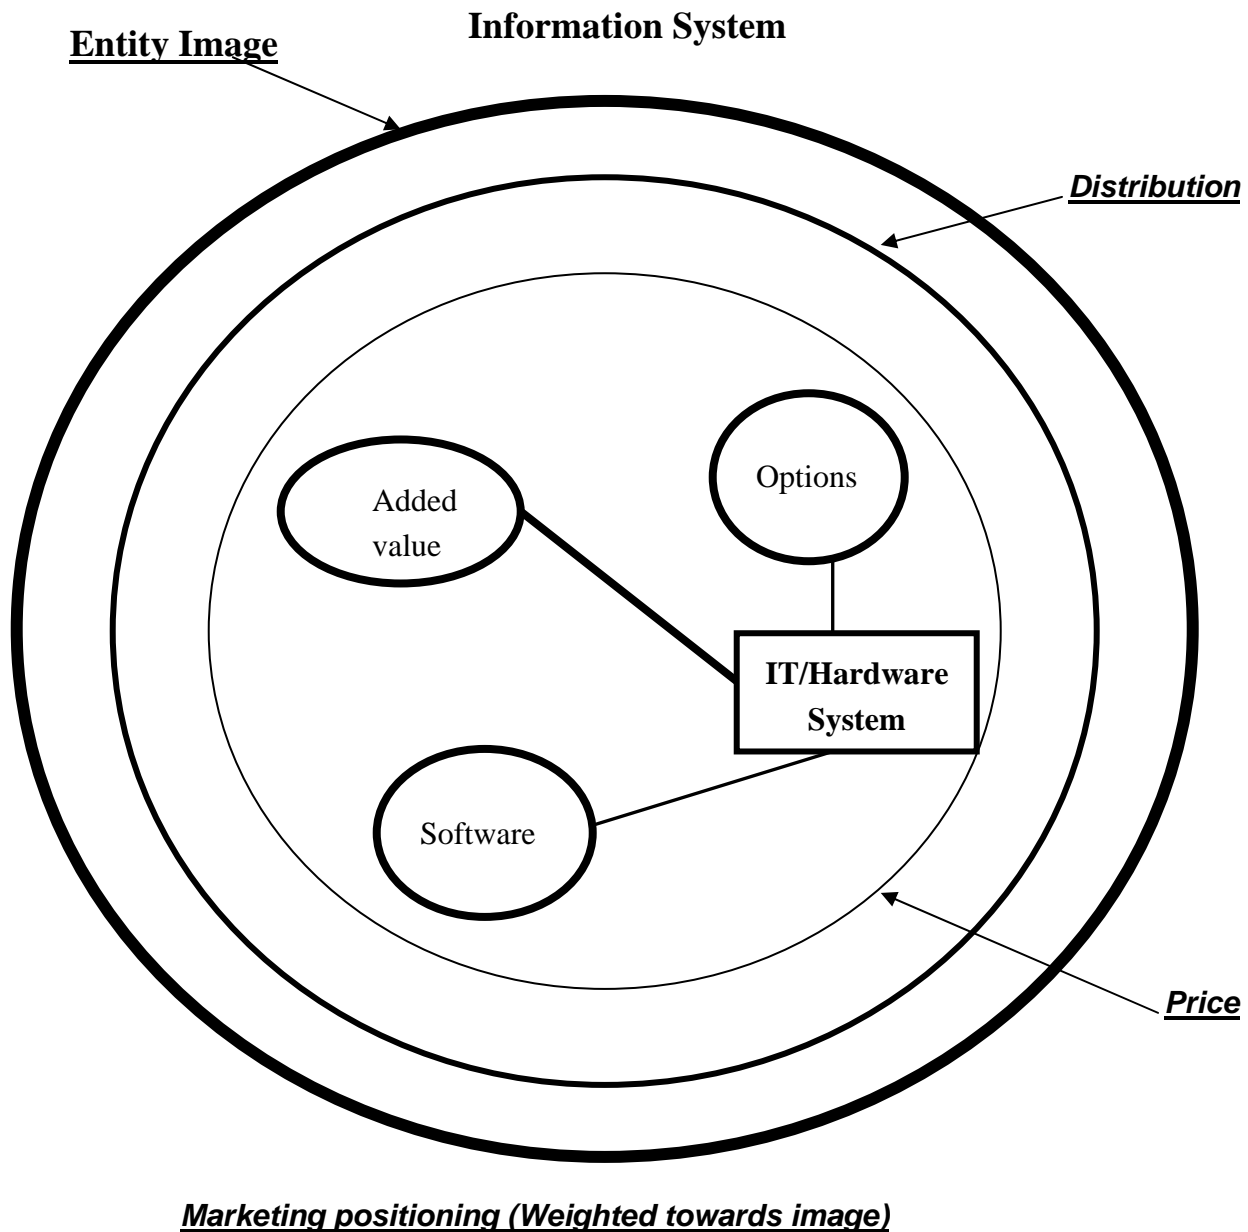 Information System
Entity Image
Distribution
Options
Added
value
IT/Hardware
System
Software
Price
Marketing positioning (Weighted towards image)